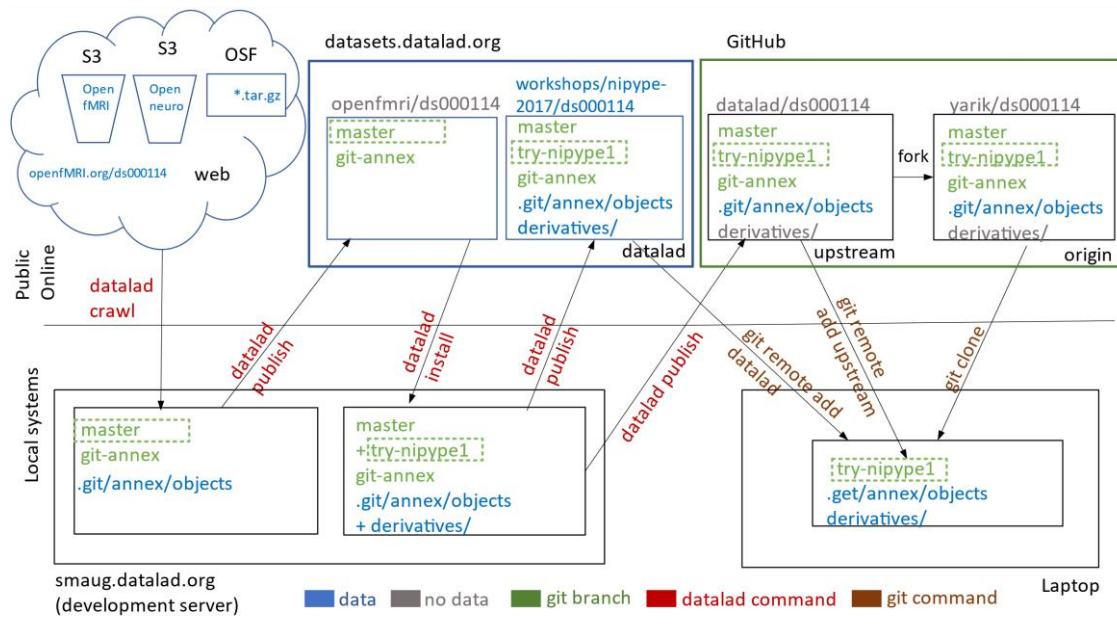 S3
S3
OSF
Open
fMRI
Open
neuro
*.tar.gz
openfMRI.org/ds000114
web
datasets.datalad.org
openfmri/ds000114
master
git-annex
workshops/nipype-
2017/ds000114
master
try-nipype1
git-annex
.git/annex/objects
derivatives/
datalad
GitHub
datalad/ds000114
master
try-nipype1
git-annex
.git/annex/objects
derivatives/
upstream
fork
yarik/ds000114
master
try-nipype1
git-annex
.git/annex/objects
derivatives/
origin
Public
Online
datalad
crawl
datalad
publish
datalad
install
datalad
publish
datalad publish
git remote add
datalad
git remote
add upstream
git clone
Local systems
master
git-annex
.git/annex/objects
master
+try-nipype1
git-annex
.git/annex/objects
+ derivatives/
try-nipype1
.get/annex/objects
derivatives/
smaug.datalad.org
(development server)
Laptop
data
no data
git branch
datalad command
git command